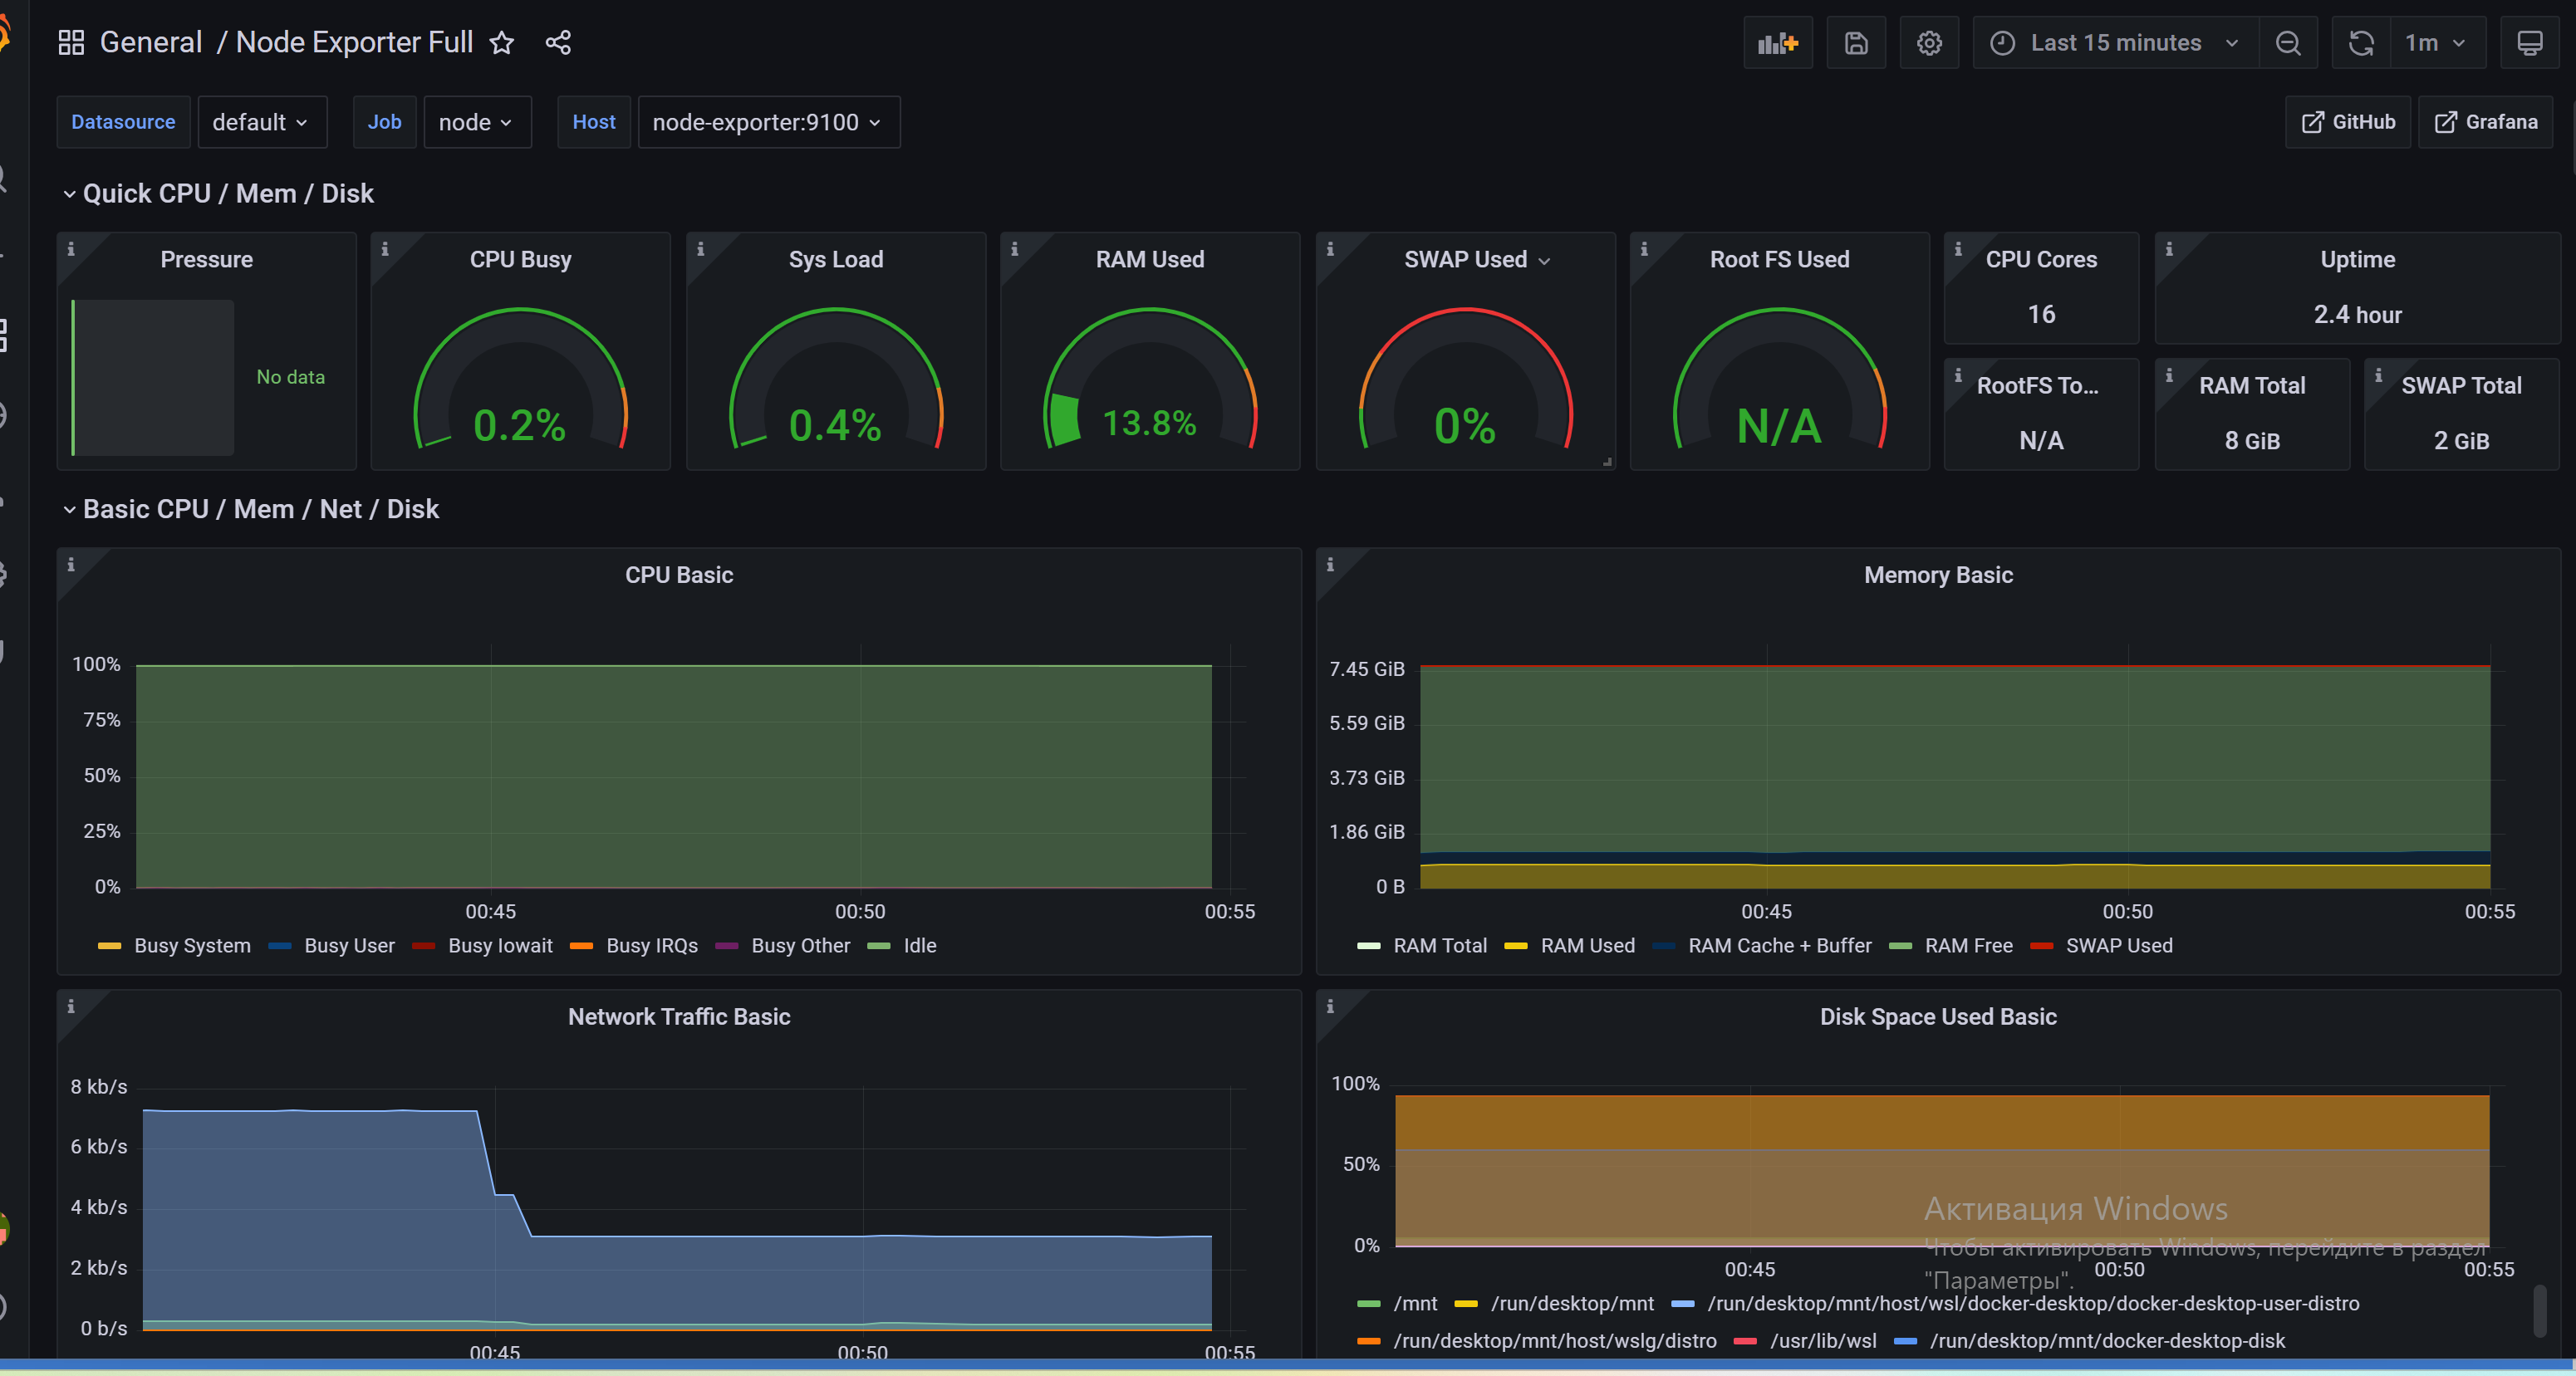 General / Node Exporter Full
Last 15 minutes
1m
Datasource default Job node Host node-exporter:9100
GitHub Grafana
Quick CPU / Mem / Disk
Pressure
No data
CPU Busy
0.2%
Sys Load
0.4%
RAM Used
13.8%
SWAP Used
0%
Root FS Used
N/A
CPU Cores
16
Uptime
2.4 hour
RootFS To...
N/A
RAM Total
8 GiB
SWAP Total
2 GiB
Basic CPU / Mem / Net / Disk
CPU Basic
100%
75%
50%
25%
0%
00:45 00:50 00:55
Busy System Busy User Busy Iowait Busy IRQs Busy Other Idle
Memory Basic
7.45 GiB
5.59 GiB
3.73 GiB
1.86 GiB
0 B
00:45 00:50 00:55
RAM Total RAM Used RAM Cache + Buffer RAM Free SWAP Used
Network Traffic Basic
8 kb/s
6 kb/s
4 kb/s
2 kb/s
0 b/s
00:45 00:50 00:55
Disk Space Used Basic
100%
50%
0%
00:45 00:50 00:55
/mnt /run/desktop/mnt /run/desktop/mnt/host/wsl/docker-desktop/docker-desktop-user-distro
/run/desktop/mnt/host/wslg/distro /usr/lib/wsl /run/desktop/mnt/docker-desktop-disk
Активация Windows
Чтобы активировать Windows, перейдите в раздел
"Параметры".